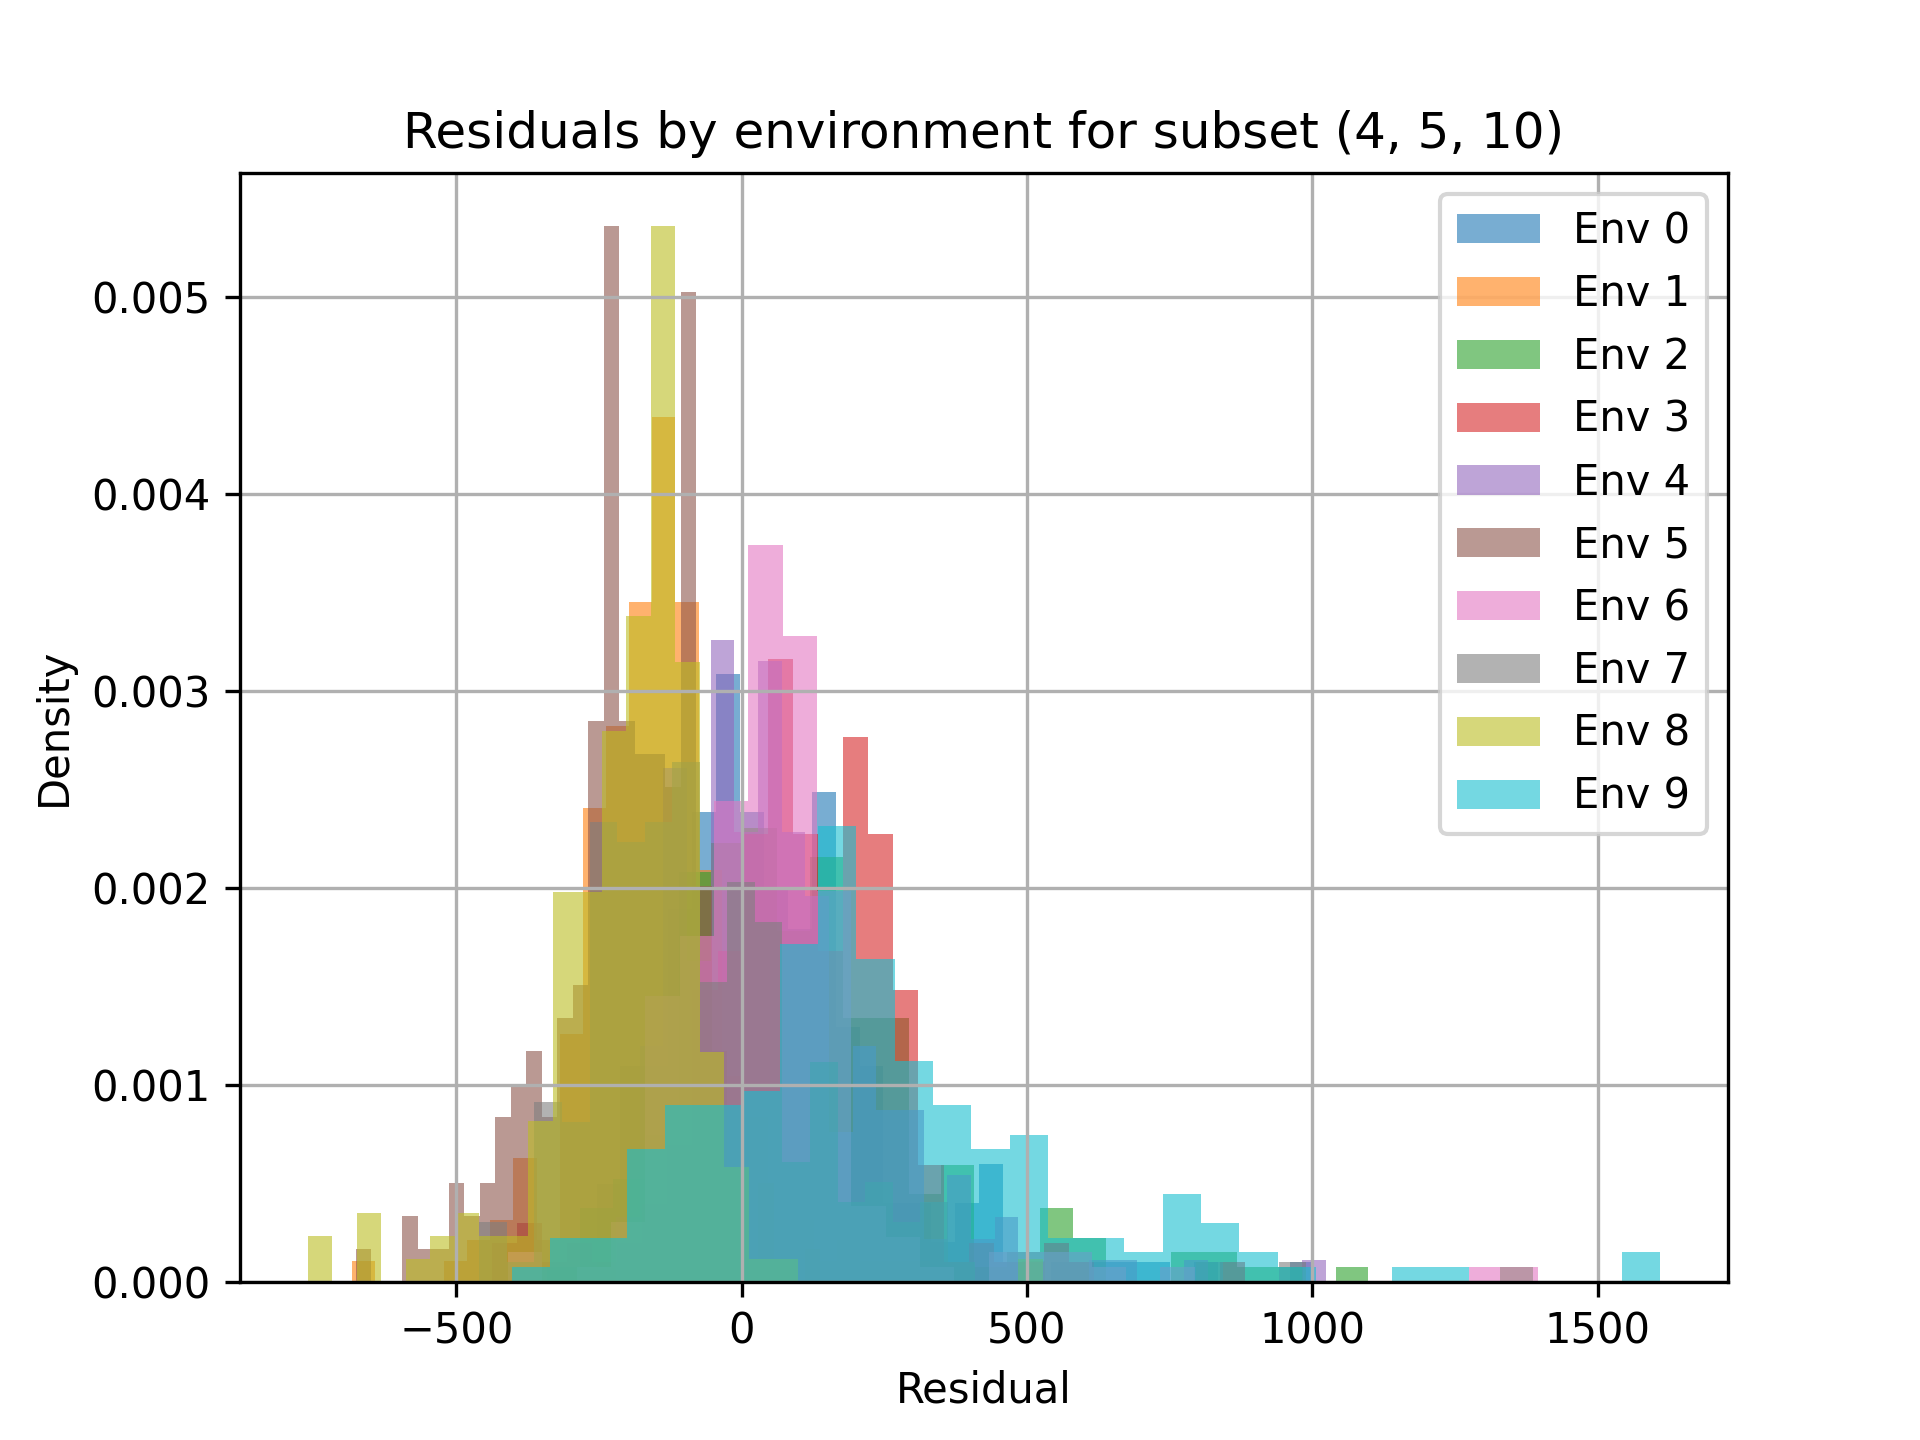 Residuals by environment for subset (4, 5, 10)
Env 0
Env 1
Env 2
Env 3
Env 4
Env 5
Env 6
Env 7
Env 8
Env 9
Density
0.005
0.004
0.003
0.002
0.001
0.000
−500 0 500 1000 1500
Residual